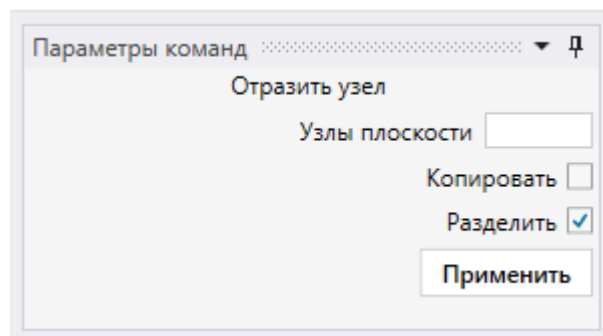 Параметры команд
Отразить узел
Узлы плоскости
Копировать
Разделить
Применить